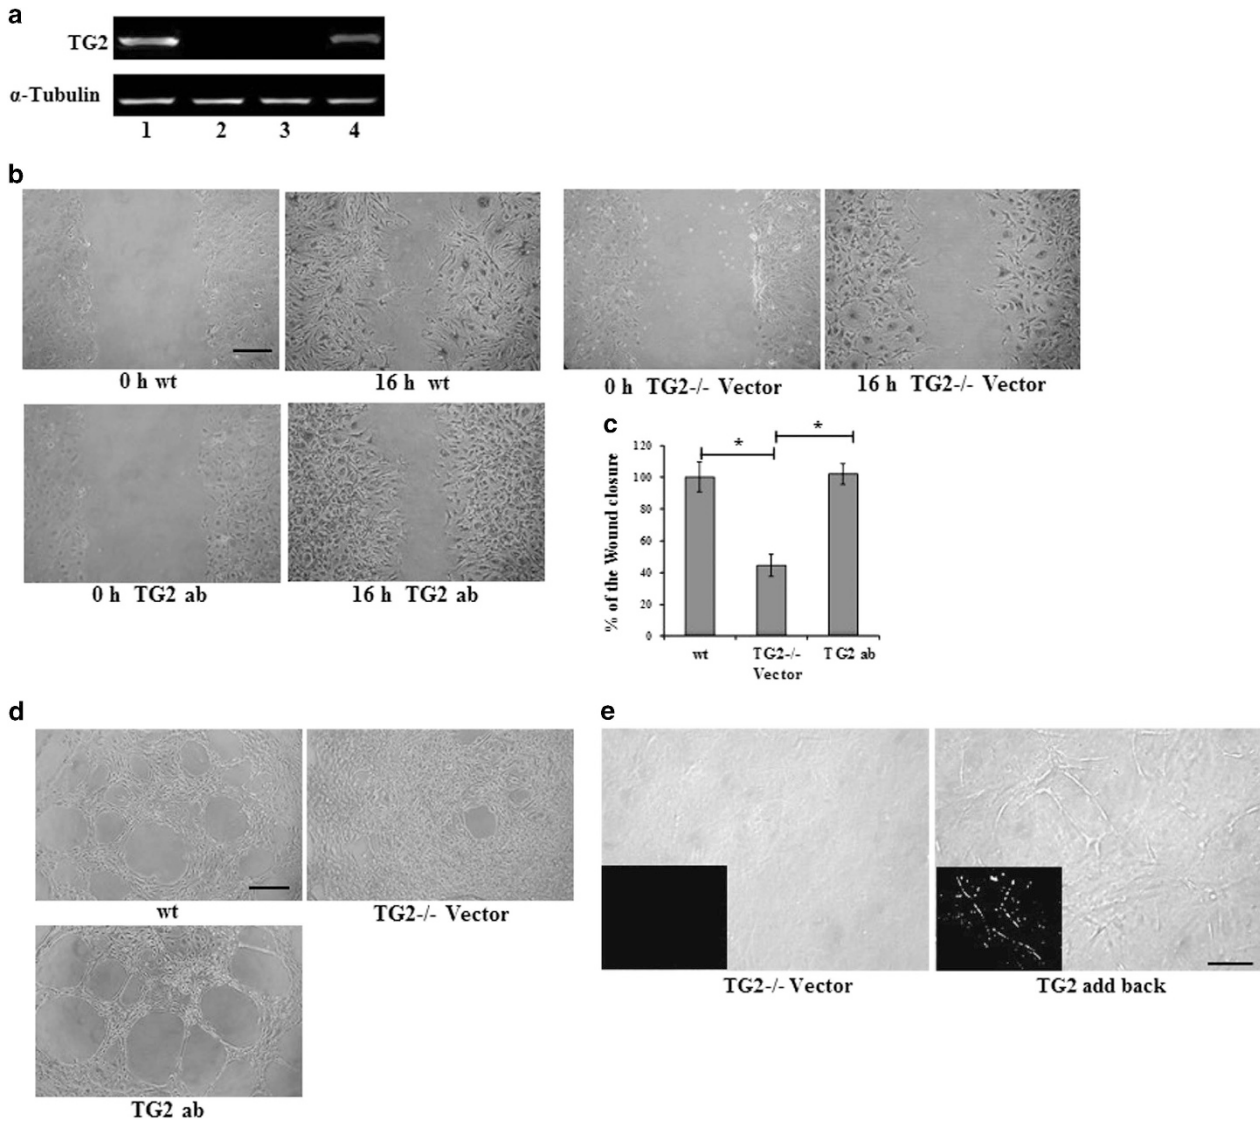 a
TG2
α-Tubulin
1 2 3 4
b
0 h wt
16 h wt
0 h TG2-/- Vector
16 h TG2-/- Vector
0 h TG2 ab
16 h TG2 ab
c
% of the Wound closure
120
100
80
60
40
20
0
* *
wt
TG2-/-
Vector
TG2 ab
d
wt
TG2-/- Vector
TG2 ab
e
TG2-/- Vector
TG2 add back